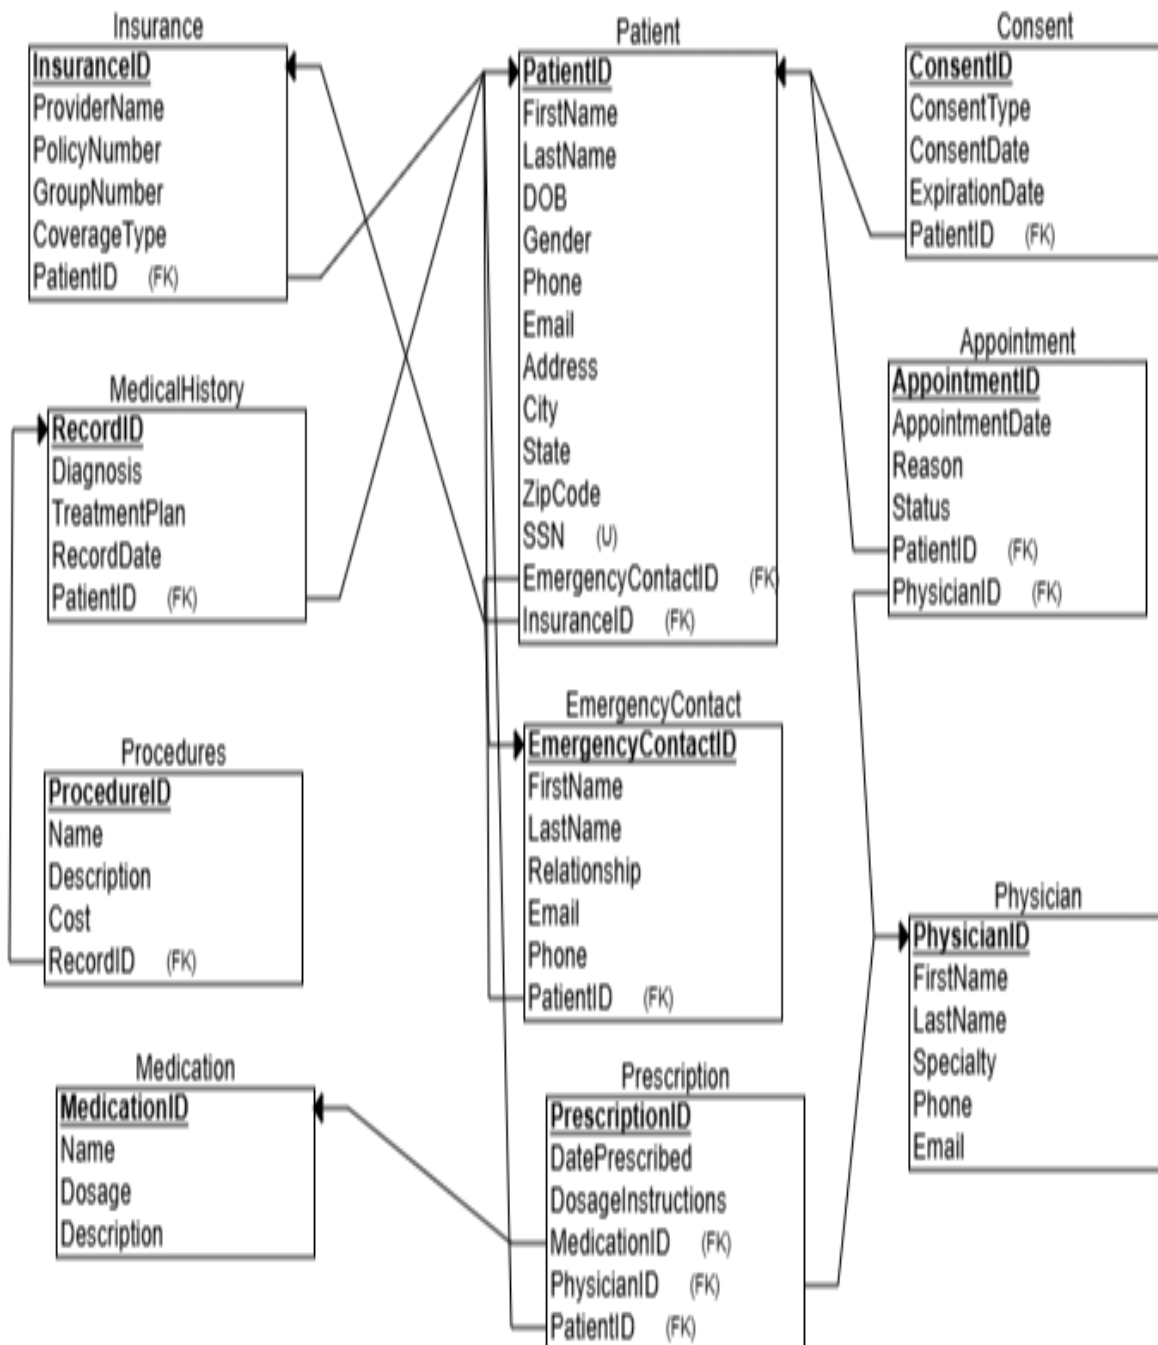 Insurance
InsuranceID
ProviderName
PolicyNumber
GroupNumber
CoverageType
PatientID (FK)
Patient
PatientID
FirstName
LastName
DOB
Gender
Phone
Email
Address
City
State
ZipCode
SSN (U)
EmergencyContactID (FK)
InsuranceID (FK)
Consent
ConsentID
ConsentType
ConsentDate
ExpirationDate
PatientID (FK)
MedicalHistory
RecordID
Diagnosis
TreatmentPlan
RecordDate
PatientID (FK)
Appointment
AppointmentID
AppointmentDate
Reason
Status
PatientID (FK)
PhysicianID (FK)
Procedures
ProcedureID
Name
Description
Cost
RecordID (FK)
EmergencyContact
EmergencyContactID
FirstName
LastName
Relationship
Email
Phone
PatientID (FK)
Physician
PhysicianID
FirstName
LastName
Specialty
Phone
Email
Medication
MedicationID
Name
Dosage
Description
Prescription
PrescriptionID
DatePrescribed
DosageInstructions
MedicationID (FK)
PhysicianID (FK)
PatientID (FK)